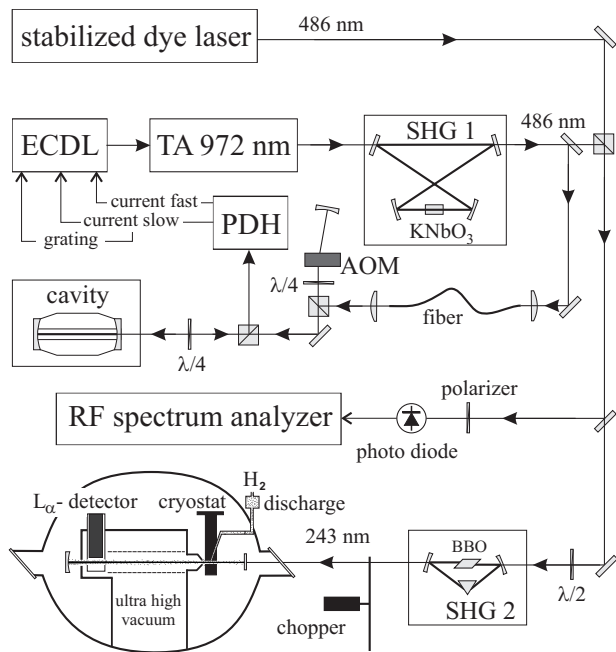 stabilized dye laser
486 nm
ECDL
TA 972 nm
SHG 1
486 nm
KNbO3
current fast
current slow
grating
PDH
AOM
λ/4
cavity
λ/4
fiber
RF spectrum analyzer
photo diode
polarizer
Lα- detector
cryostat
H2
discharge
243 nm
BBO
SHG 2
λ/2
ultra high
vacuum
chopper